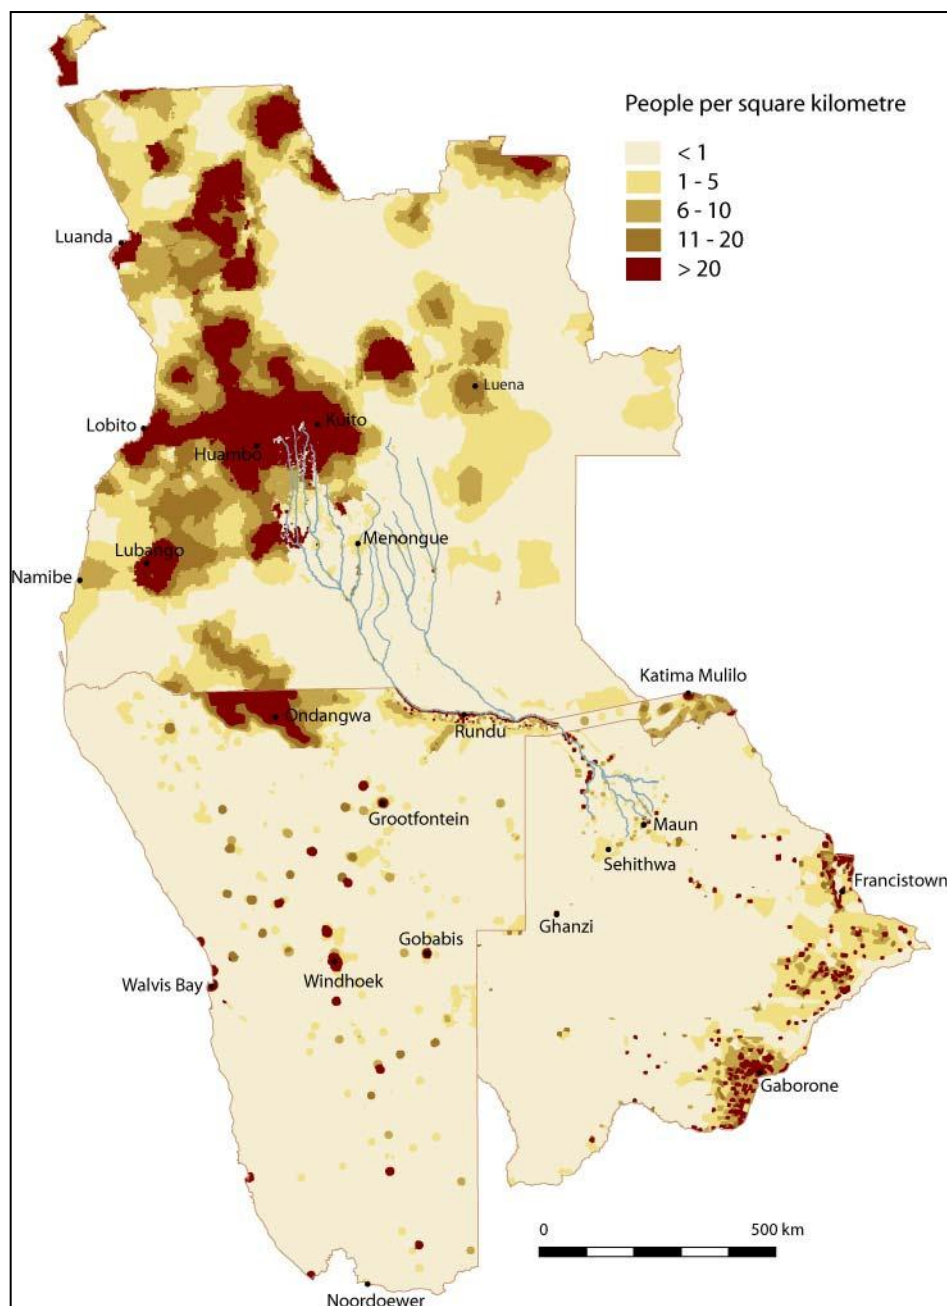 People per square kilometre
< 1
1 - 5
6 - 10
11 - 20
> 20
Luanda
Luena
Lobito
Kuito
Huambo
Menongue
Lubango
Namibe
Katima Mulilo
Ondangwa
Rundu
Grootfontein
Maun
Sehithwa
Francistown
Ghanzi
Gobabis
Walvis Bay
Windhoek
Gaborone
0 500 km
Noordoewer